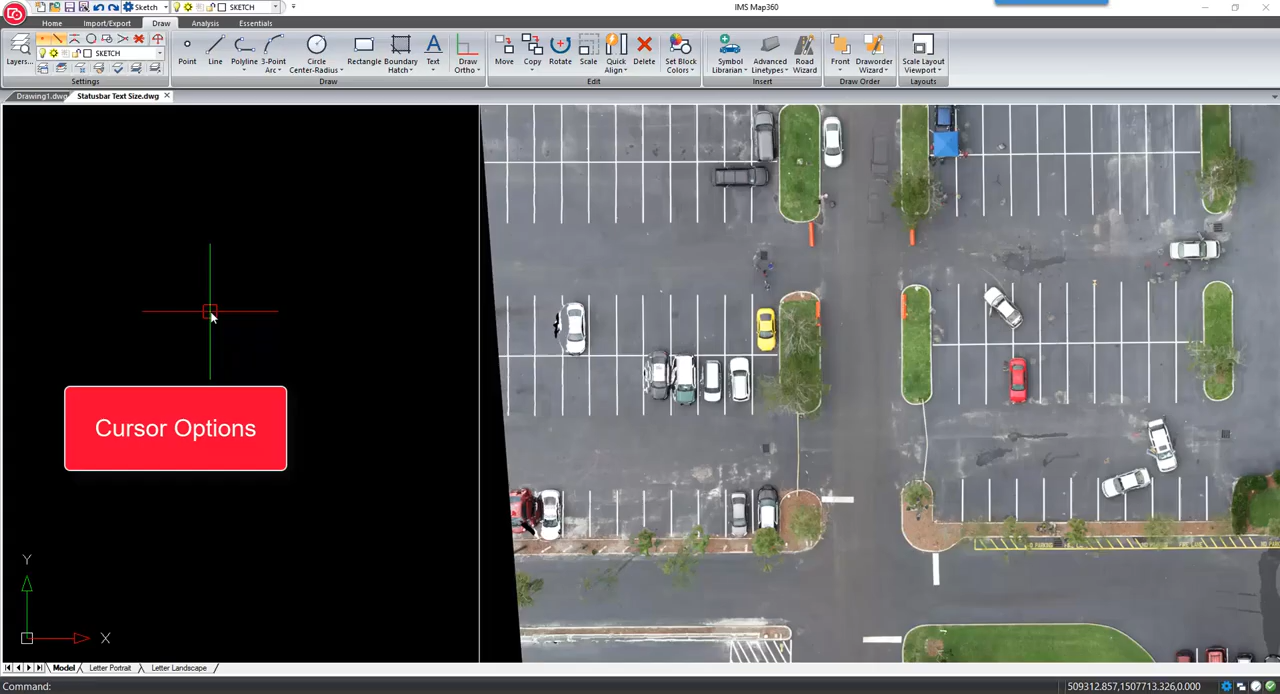 Sketch
SKETCH
IMS Map360
Home
Import/Export
Draw
Analysis
Essentials
Layers...
SKETCH
Settings
Point
Line
Polyline
3-Point
Arc
Circle
Center-Radius
Rectangle
Boundary
Hatch
Text
Draw
Ortho
Draw
Move
Copy
Rotate
Scale
Quick
Align
Delete
Set Block
Colors
Edit
Symbol
Librarian
Advanced
Linetypes
Road
Wizard
Insert
Front
Draworder
Wizard
Draw Order
Scale Layout
Viewport
Layouts
Drawing1.dwg
Statusbar Text Size.dwg
Cursor Options
Y
X
Model
Letter Portrait
Letter Landscape
Command:
509312.857,1507713.326,0.000